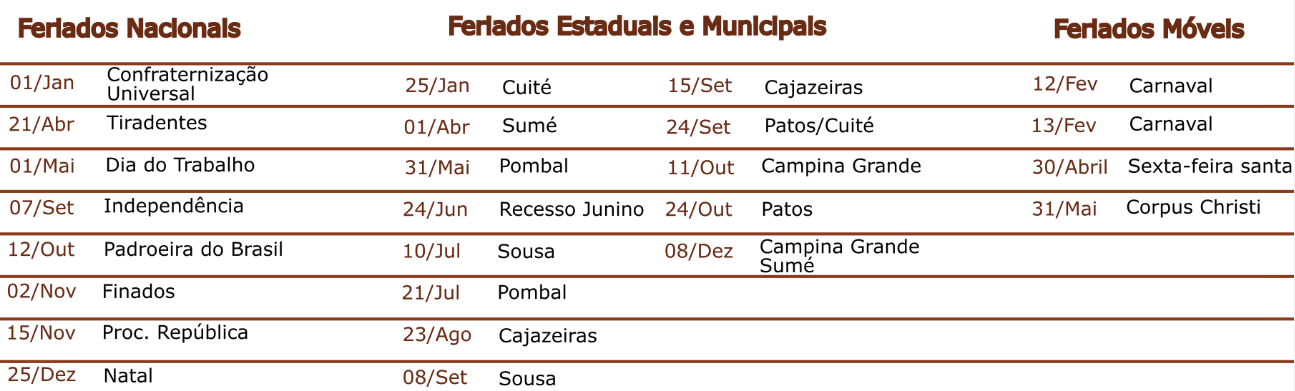 Feriados Nacionais
Feriados Estaduais e Municipais
Feriados Móveis
01/Jan Confraternização
Universal
25/Jan Cuité
15/Set Cajazeiras
12/Fev Carnaval
21/Abr Tiradentes
01/Abr Sumé
24/Set Patos/Cuité
13/Fev Carnaval
01/Mai Dia do Trabalho
31/Mai Pombal
11/Out Campina Grande
30/Abril Sexta-feira santa
07/Set Independência
24/Jun Recesso Junino
24/Out Patos
31/Mai Corpus Christi
12/Out Padroeira do Brasil
10/Jul Sousa
08/Dez Campina Grande
Sumé
02/Nov Finados
21/Jul Pombal
15/Nov Proc. República
23/Ago Cajazeiras
25/Dez Natal
08/Set Sousa